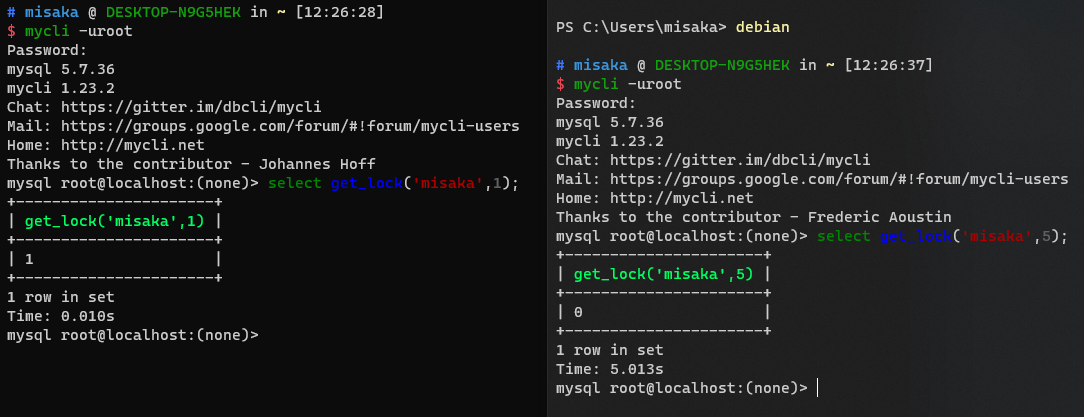 # misaka @ DESKTOP-N9G5HEK in ~ [12:26:28]
$ mycli -uroot
Password:
mysql 5.7.36
mycli 1.23.2
Chat: https://gitter.im/dbcli/mycli
Mail: https://groups.google.com/forum/#!forum/mycli-users
Home: http://mycli.net
Thanks to the contributor - Johannes Hoff
mysql root@localhost:(none)> select get_lock('misaka',1);
+----------------------+
| get_lock('misaka',1) |
+----------------------+
| 1                    |
+----------------------+
1 row in set
Time: 0.010s
mysql root@localhost:(none)>
PS C:\Users\misaka> debian
# misaka @ DESKTOP-N9G5HEK in ~ [12:26:37]
$ mycli -uroot
Password:
mysql 5.7.36
mycli 1.23.2
Chat: https://gitter.im/dbcli/mycli
Mail: https://groups.google.com/forum/#!forum/mycli-users
Home: http://mycli.net
Thanks to the contributor - Frederic Aoustin
mysql root@localhost:(none)> select get_lock('misaka',5);
+----------------------+
| get_lock('misaka',5) |
+----------------------+
| 0                    |
+----------------------+
1 row in set
Time: 5.013s
mysql root@localhost:(none)>